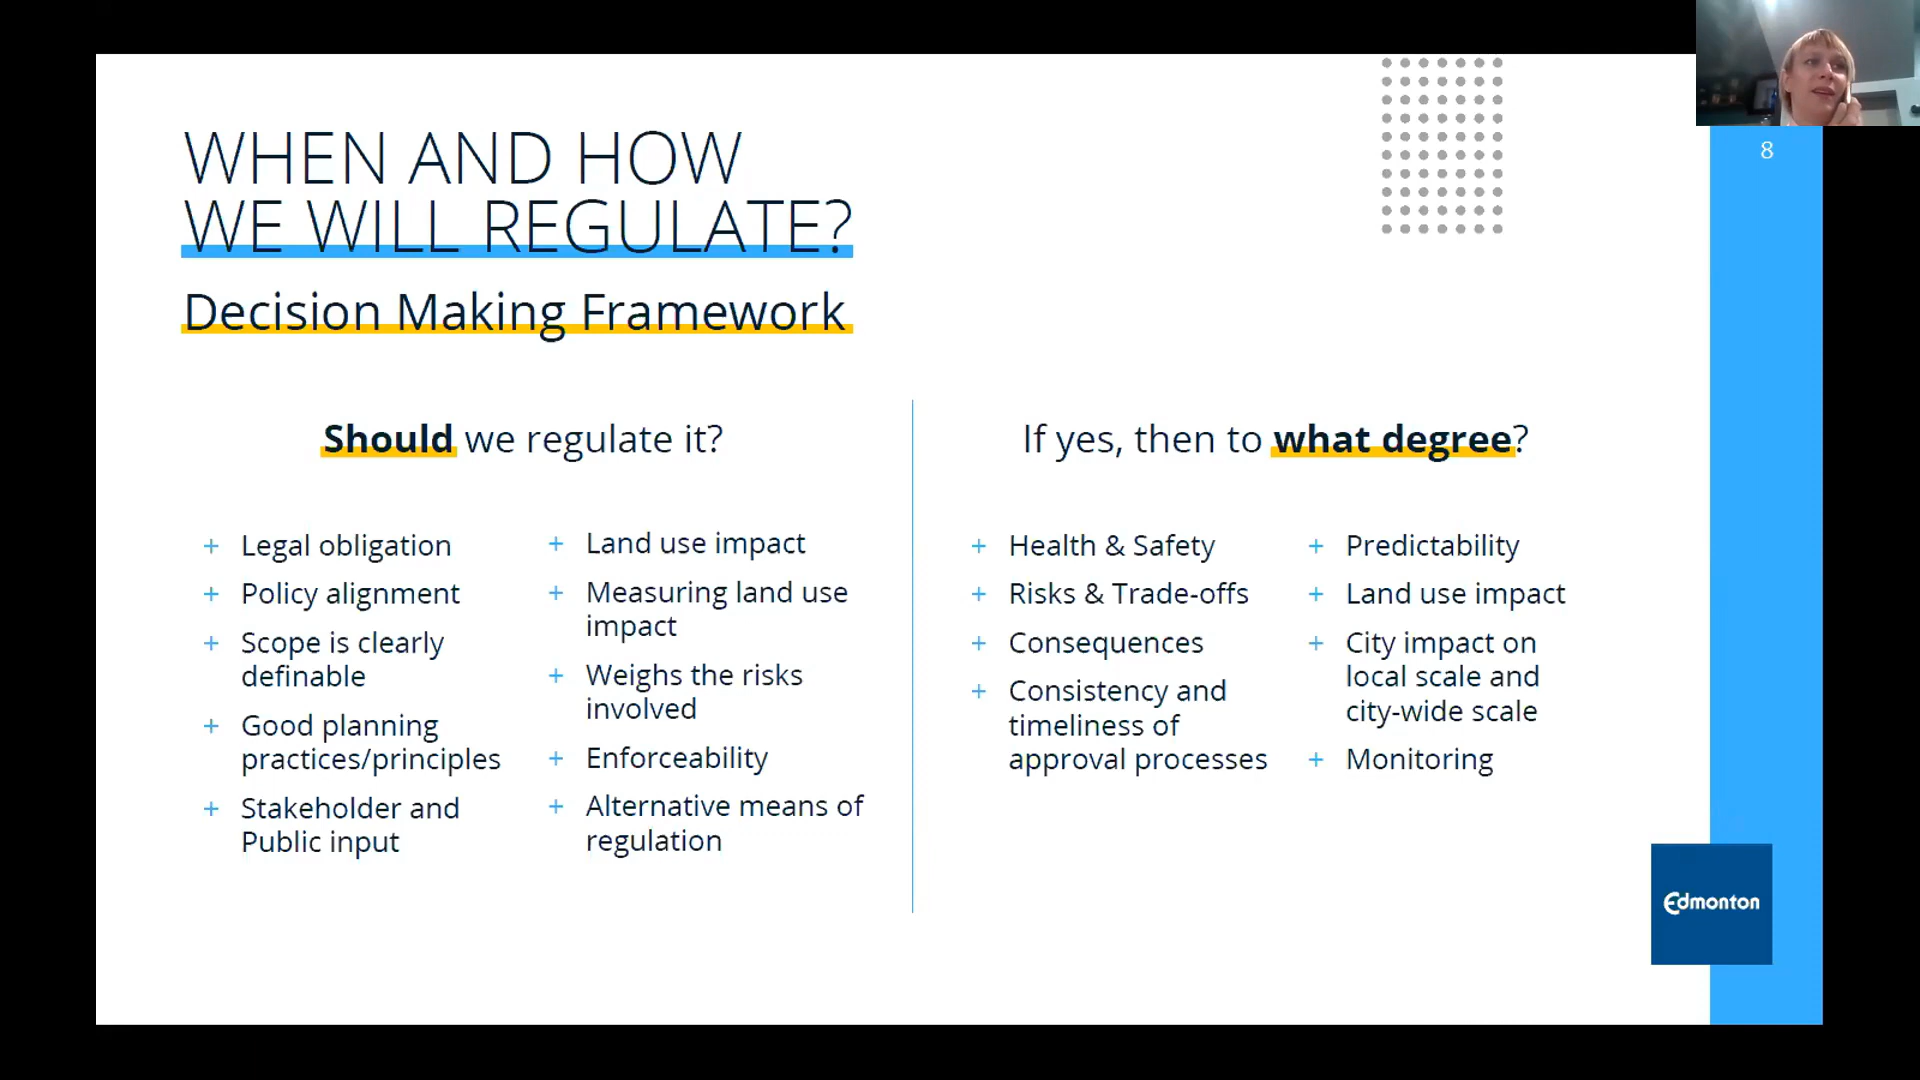 8
WHEN AND HOW
WE WILL REGULATE?
Decision Making Framework
Should we regulate it?
+ Legal obligation
+ Policy alignment
+ Scope is clearly
definable
+ Good planning
practices/principles
+ Stakeholder and
Public input
+ Land use impact
+ Measuring land use
impact
+ Weighs the risks
involved
+ Enforceability
+ Alternative means of
regulation
If yes, then to what degree?
+ Health & Safety
+ Risks & Trade-offs
+ Consequences
+ Consistency and
timeliness of
approval processes
+ Predictability
+ Land use impact
+ City impact on
local scale and
city-wide scale
+ Monitoring
Edmonton